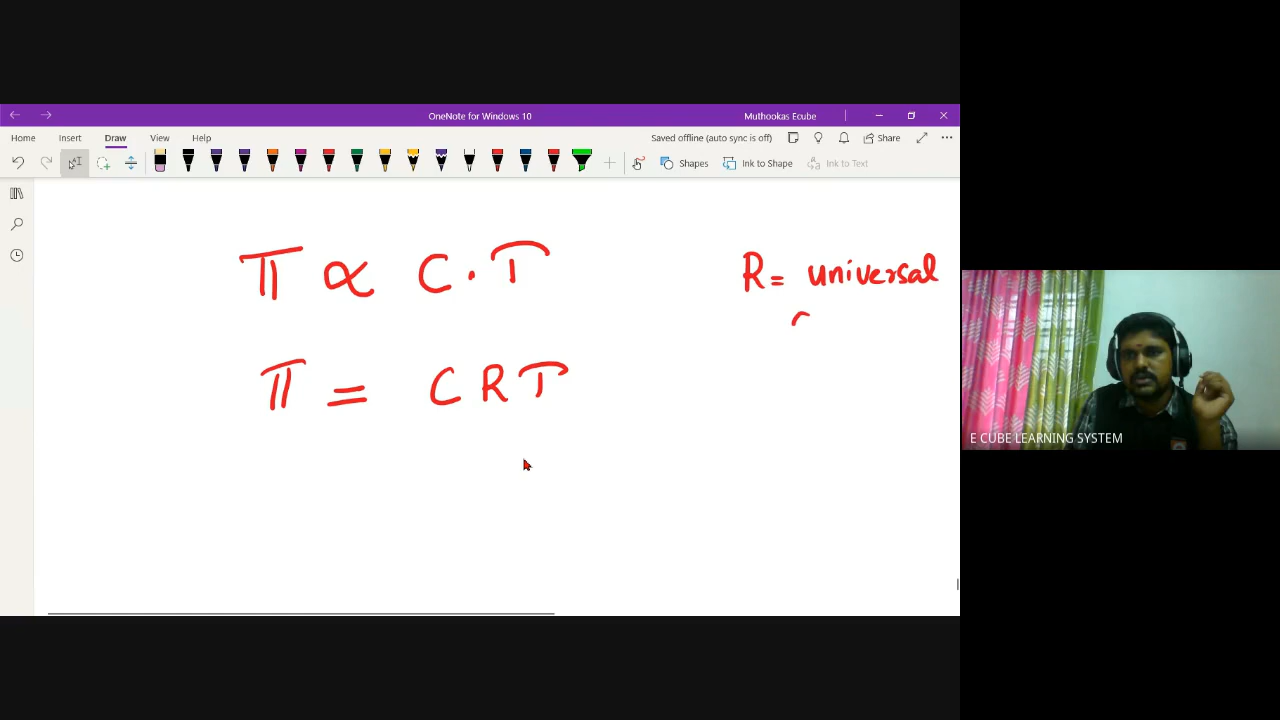 OneNote for Windows 10
Muthookas Ecube
Home Insert Draw View Help
Saved offline (auto sync is off)
Share
Shapes
Ink to Shape
Ink to Text
π ∝ C · T
R = universal
π = C R T
E CUBE LEARNING SYSTEM